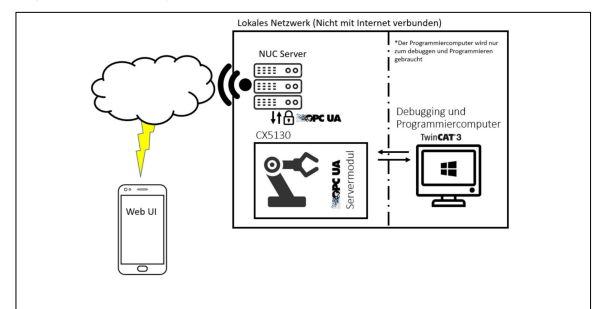 Lokales Netzwerk (Nicht mit Internet verbunden)
NUC Server
*Der Programmiercomputer wird nur
zum debuggen und Programmieren
gebraucht
OPC UA
CX5130
Debugging und
Programmiercomputer
TwinCAT 3
OPC UA
Servermodul
Web UI